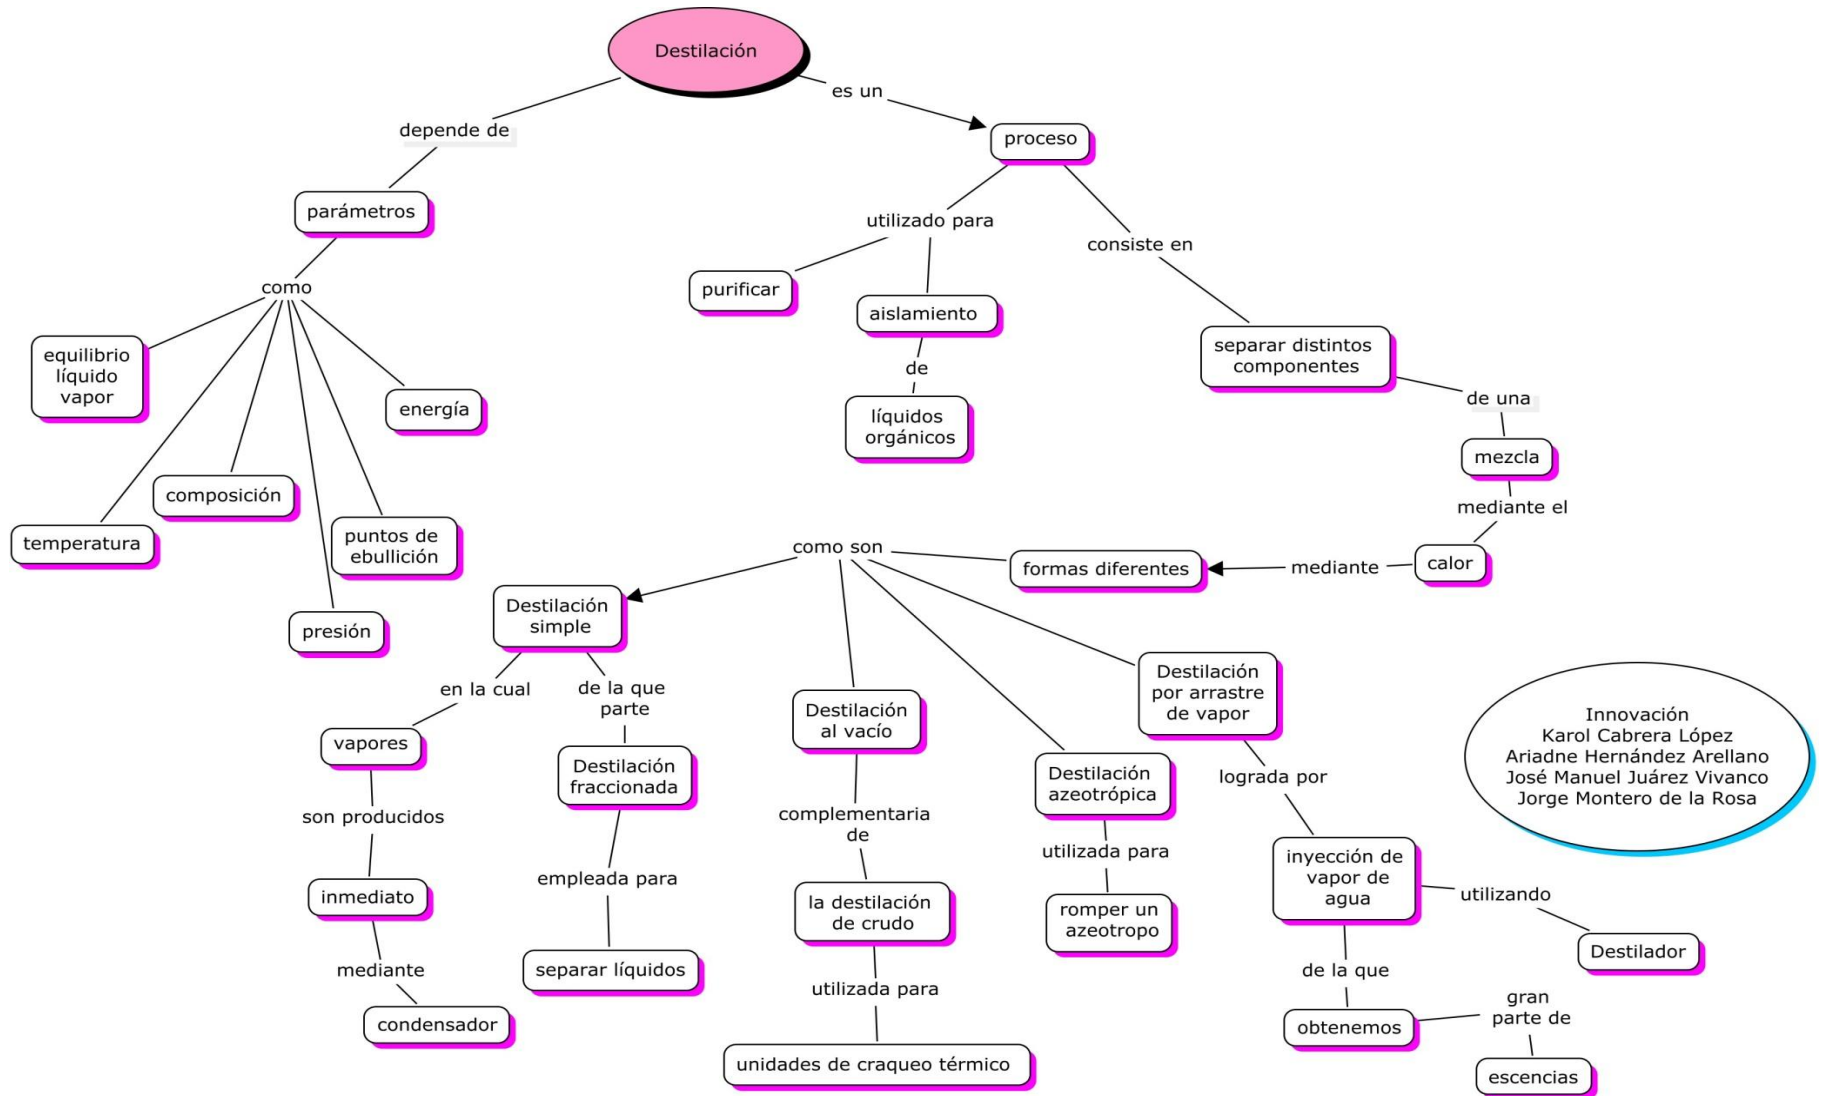 Destilación
es un
depende de
proceso
parámetros
utilizado para
consiste en
como
purificar
aislamiento
equilibrio
líquido
vapor
separar distintos
componentes
de
energía
de una
líquidos
orgánicos
mezcla
composición
mediante el
temperatura
puntos de
ebullición
como son
formas diferentes
mediante
calor
Destilación
simple
presión
en la cual
de la que
parte
Destilación
al vacío
Destilación
por arrastre
de vapor
Innovación
Karol Cabrera López
Ariadne Hernández Arellano
José Manuel Juárez Vivanco
Jorge Montero de la Rosa
vapores
Destilación
fraccionada
Destilación
azeotrópica
lograda por
son producidos
complementaria
de
utilizada para
inyección de
vapor de
agua
empleada para
inmediato
la destilación
de crudo
romper un
azeotropo
utilizando
Destilador
mediante
separar líquidos
utilizada para
de la que
gran
parte de
condensador
obtenemos
unidades de craqueo térmico
escencias